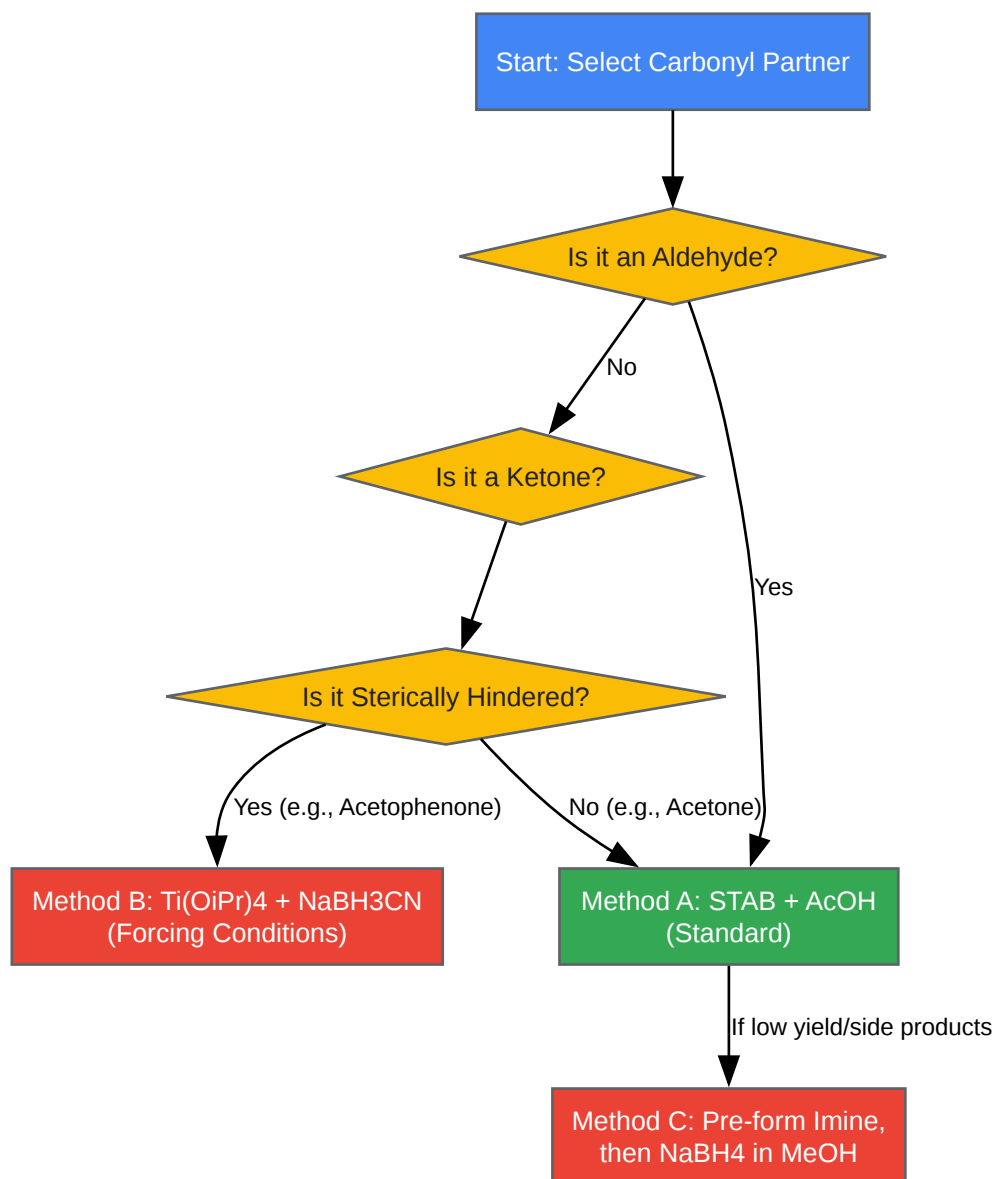 Start: Select Carbonyl Partner
Is it an Aldehyde?
No
Is it a Ketone?
Yes
Is it Sterically Hindered?
Yes (e.g., Acetophenone)
No (e.g., Acetone)
Method B: Ti(OiPr)4 + NaBH3CN
(Forcing Conditions)
Method A: STAB + AcOH
(Standard)
If low yield/side products
Method C: Pre-form Imine,
then NaBH4 in MeOH